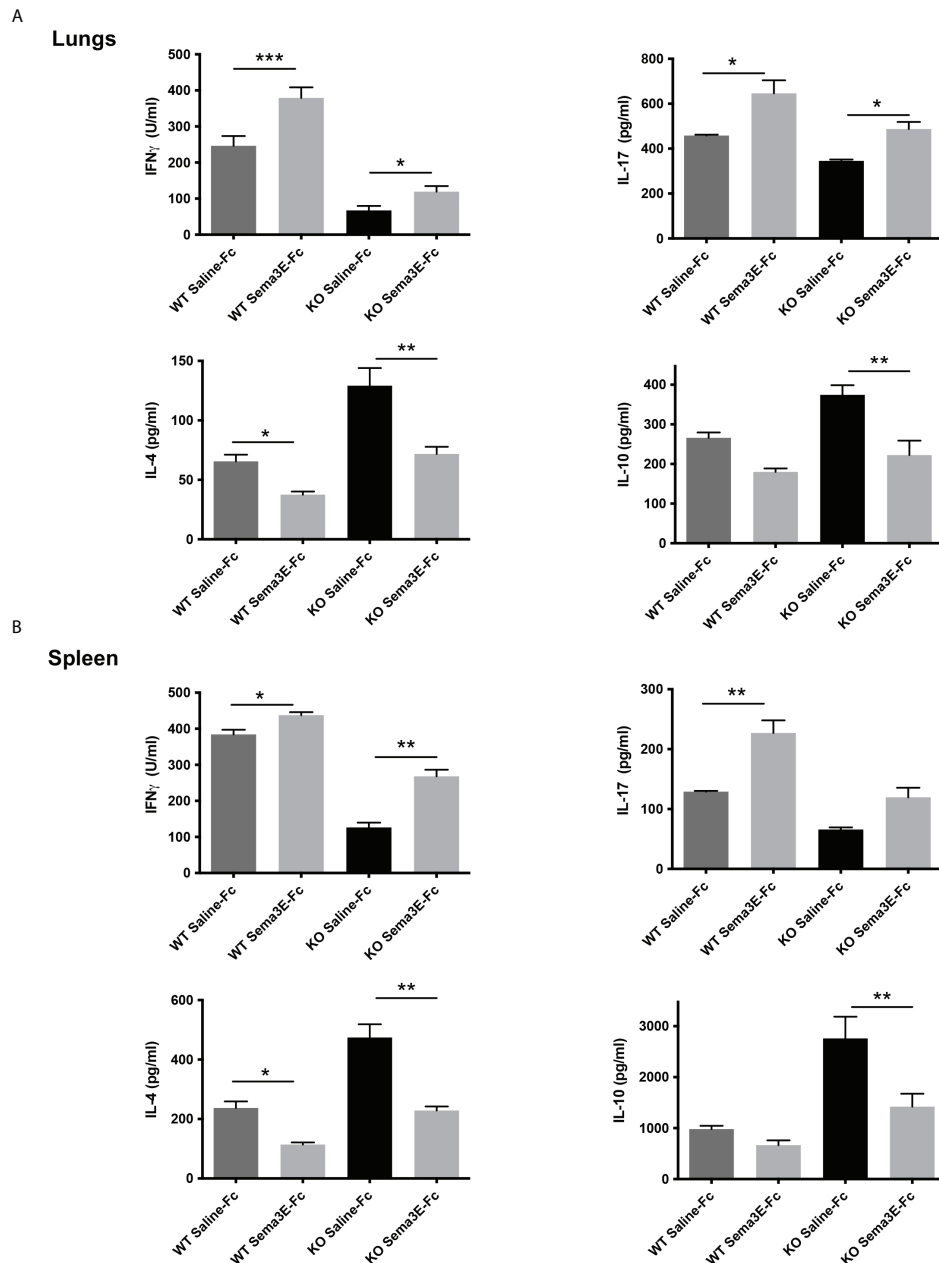 A
Lungs
500
400
300
200
100
0
IFNγ (U/ml)
***
*
WT Saline-Fc
WT Sema3E-Fc
KO Saline-Fc
KO Sema3E-Fc
800
600
400
200
0
IL-17 (pg/ml)
*
*
WT Saline-Fc
WT Sema3E-Fc
KO Saline-Fc
KO Sema3E-Fc
150
100
50
0
IL-4 (pg/ml)
*
**
WT Saline-Fc
WT Sema3E-Fc
KO Saline-Fc
KO Sema3E-Fc
400
300
200
100
0
IL-10 (pg/ml)
**
WT Saline-Fc
WT Sema3E-Fc
KO Saline-Fc
KO Sema3E-Fc
B
Spleen
500
400
300
200
100
0
IFNγ (U/ml)
*
**
WT Saline-Fc
WT Sema3E-Fc
KO Saline-Fc
KO Sema3E-Fc
300
200
100
0
IL-17 (pg/ml)
**
WT Saline-Fc
WT Sema3E-Fc
KO Saline-Fc
KO Sema3E-Fc
600
400
200
0
IL-4 (pg/ml)
*
**
WT Saline-Fc
WT Sema3E-Fc
KO Saline-Fc
KO Sema3E-Fc
3000
2000
1000
0
IL-10 (pg/ml)
**
WT Saline-Fc
WT Sema3E-Fc
KO Saline-Fc
KO Sema3E-Fc